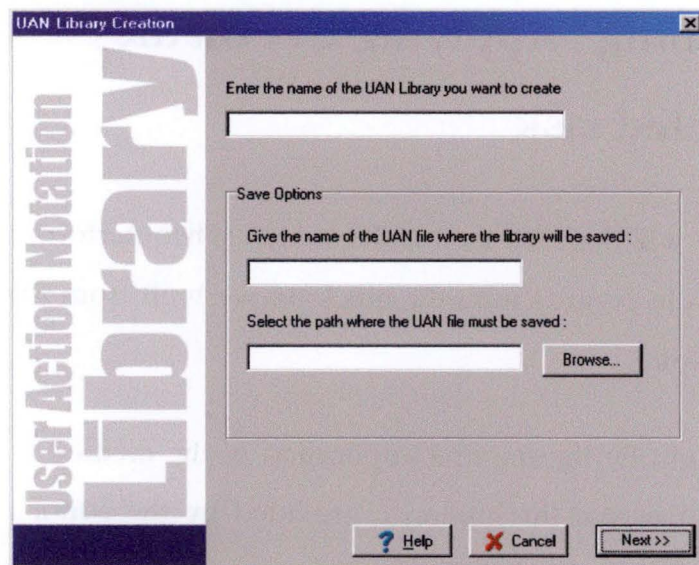 UAN Library Creation
User Action Notation
Library
Enter the name of the UAN Library you want to create
Save Options
Give the name of the UAN file where the library will be saved :
Select the path where the UAN file must be saved :
Browse...
Help
Cancel
Next >>